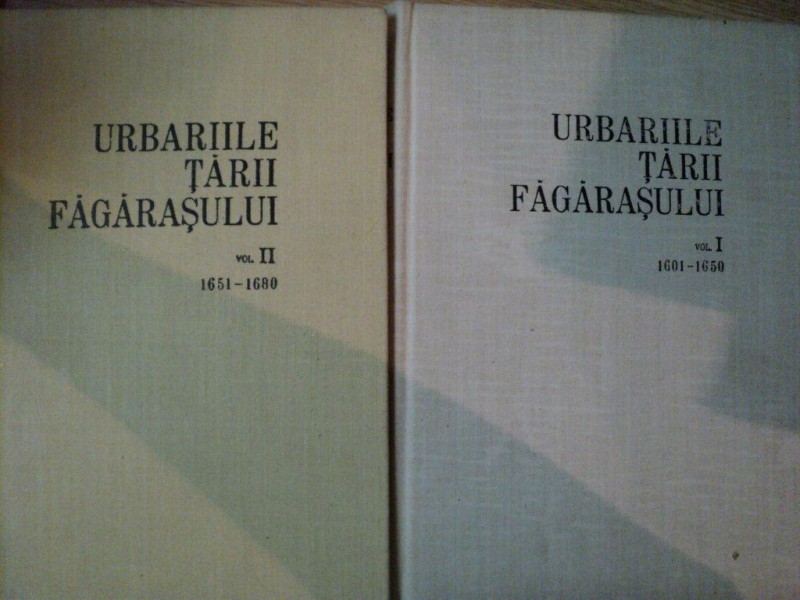 URBARIILE
ȚĂRII
FĂGĂRAȘULUI
VOL. II
1651-1680
URBARIILE
ȚĂRII
FĂGĂRAȘULUI
VOL. I
1601-1650